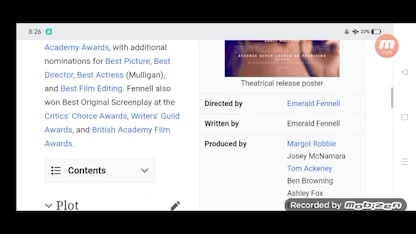 8:26
22%
Academy Awards, with additional
nominations for Best Picture, Best
Director, Best Actress (Mulligan),
and Best Film Editing. Fennell also
won Best Original Screenplay at the
Critics' Choice Awards, Writers' Guild
Awards, and British Academy Film
Awards.
Contents
Plot
Theatrical release poster
Directed by Emerald Fennell
Written by Emerald Fennell
Produced by Margot Robbie
Josey McNamara
Tom Ackerley
Ben Browning
Ashley Fox
Recorded by Mobizen